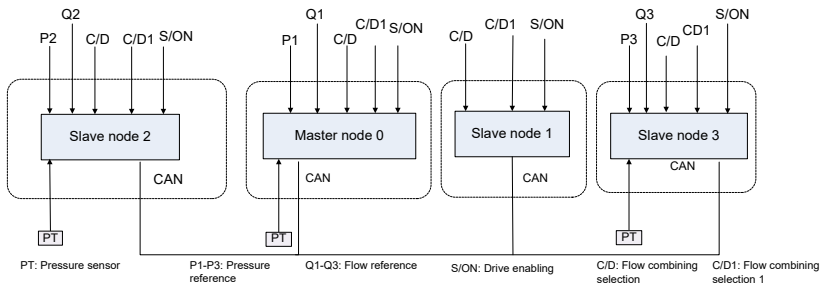 Q2
P2
C/D
C/D1
S/ON
Slave node 2
CAN
PT
Q1
P1
C/D
C/D1
S/ON
Master node 0
CAN
PT
C/D
C/D1
S/ON
Slave node 1
CAN
Q3
P3
C/D
CD1
S/ON
Slave node 3
CAN
PT
PT: Pressure sensor
P1-P3: Pressure
reference
Q1-Q3: Flow reference
S/ON: Drive enabling
C/D: Flow combining
selection
C/D1: Flow combining
selection 1